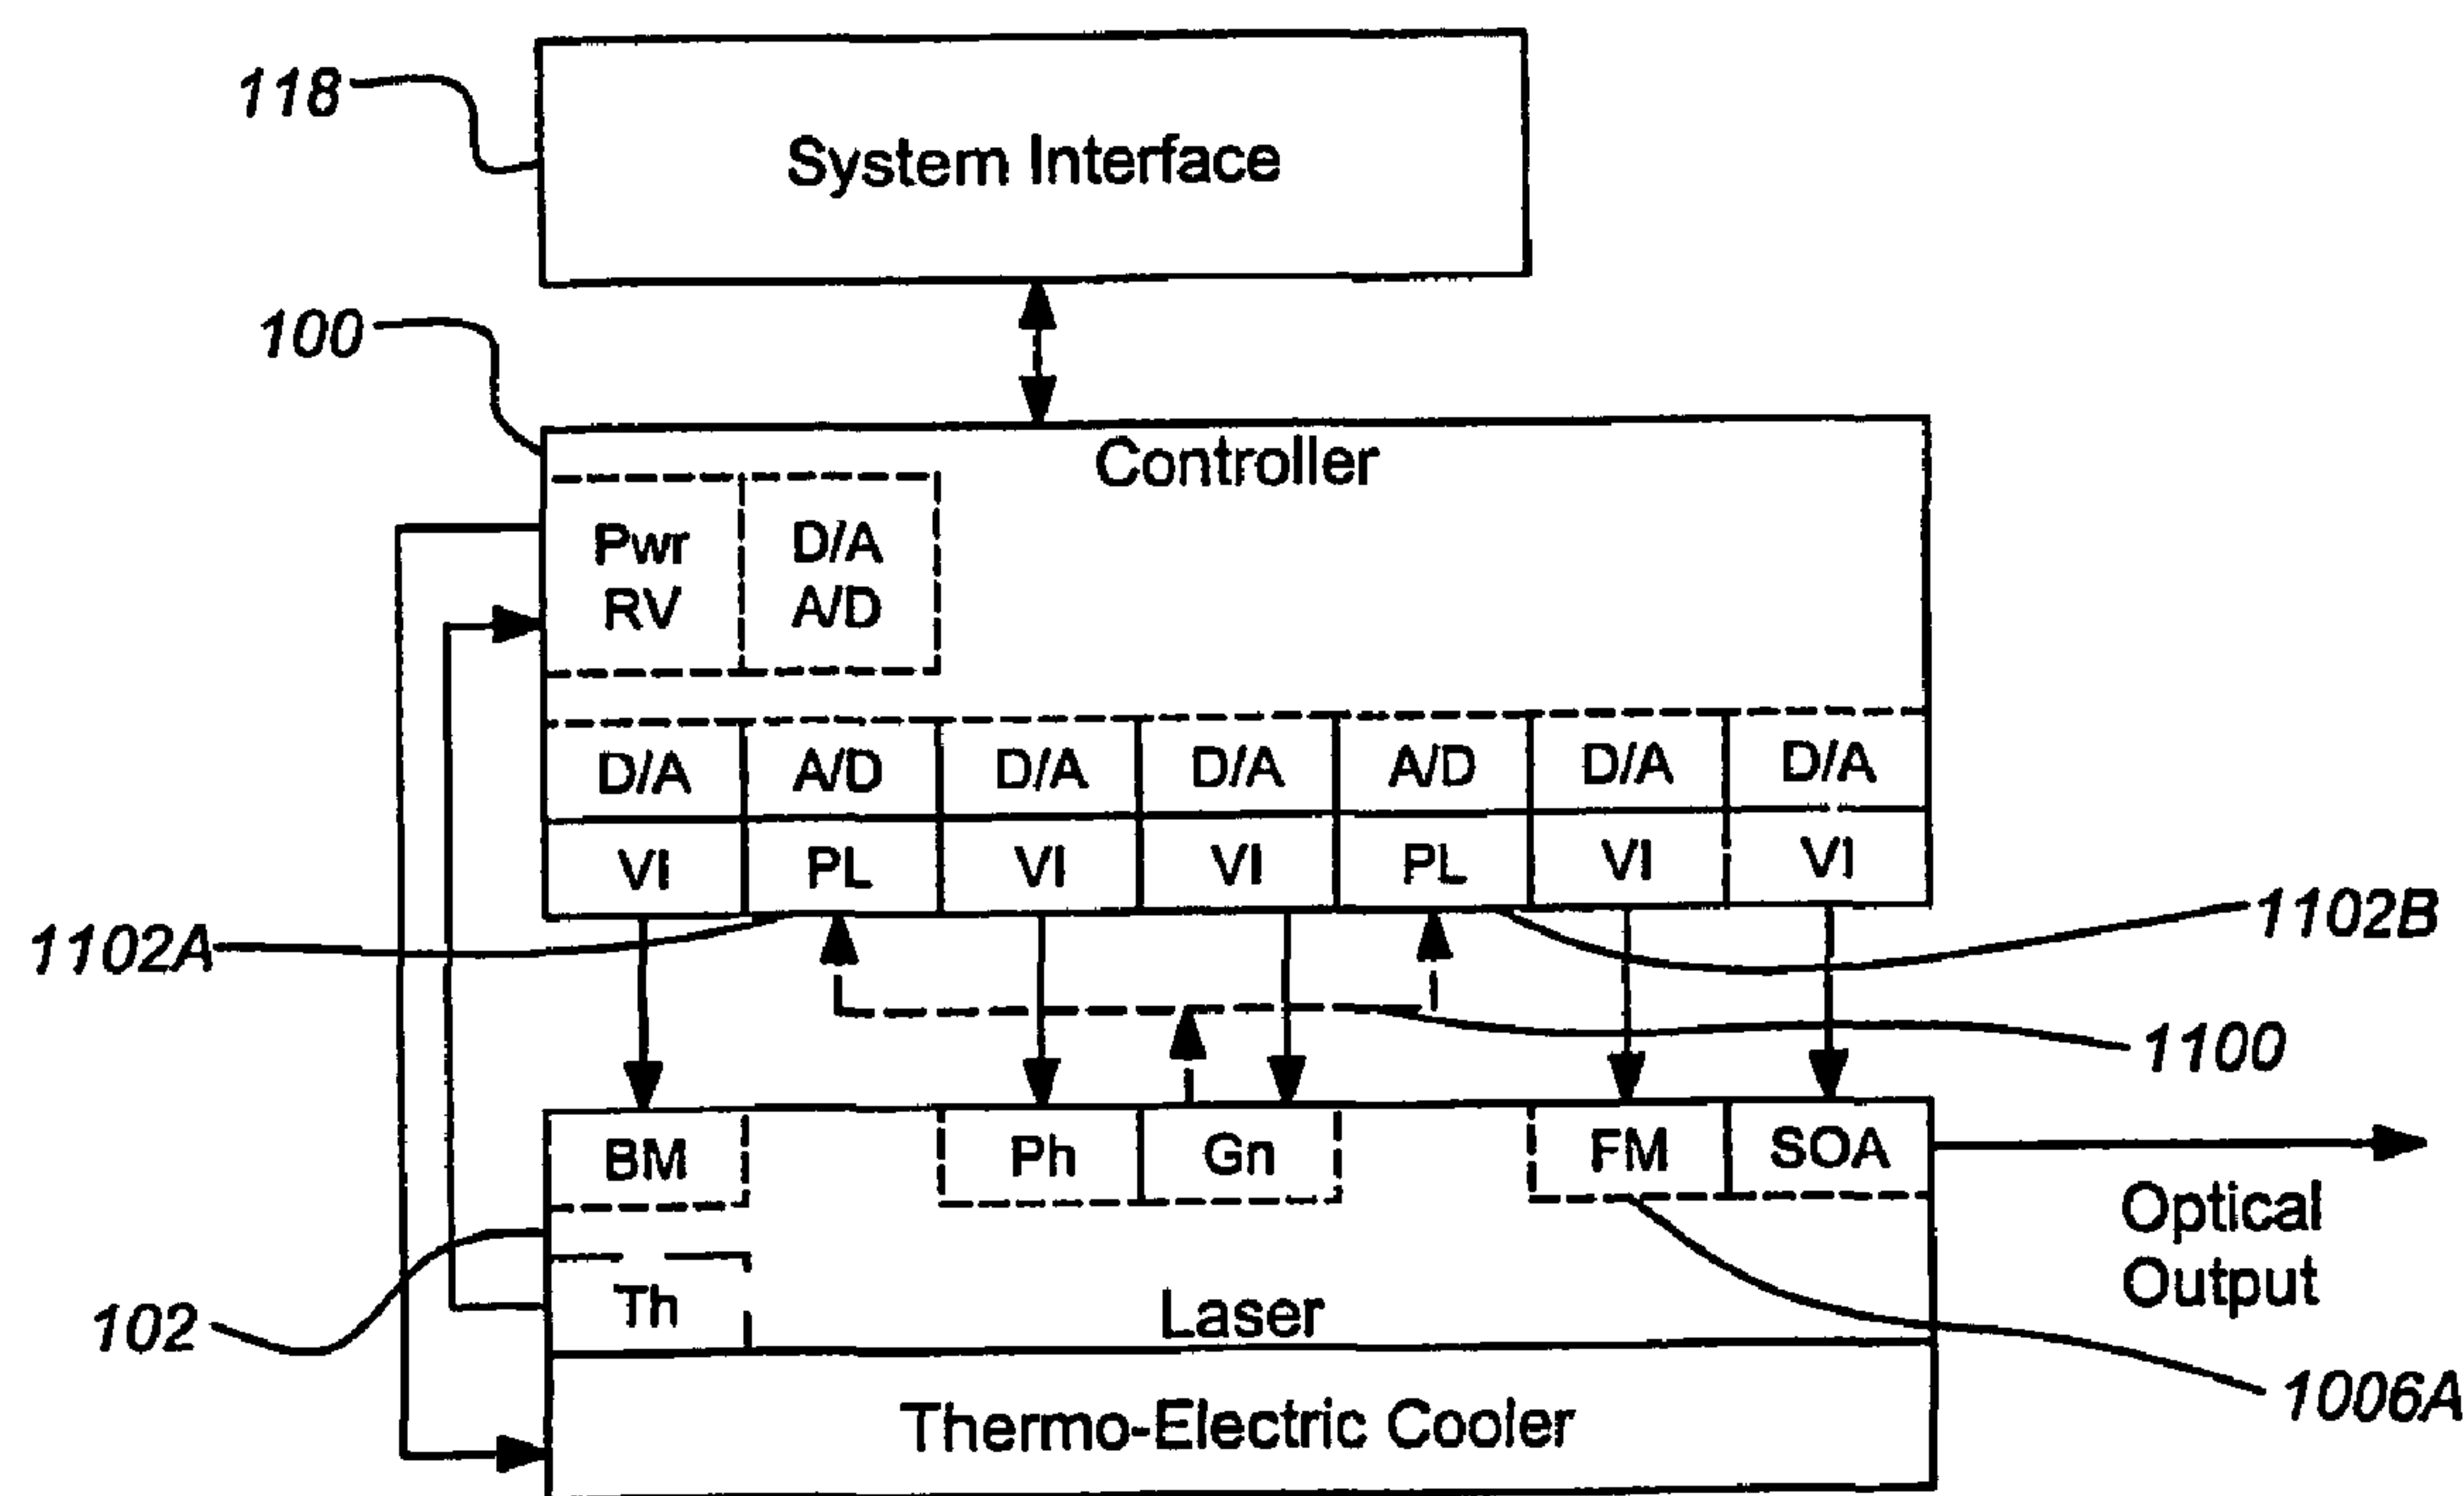 118
System Interface
100
Controller
Pwr D/A
RV A/D
D/A A/D D/A D/A A/D D/A D/A
VI PL VI VI PL VI VI
1102A
1102B
1100
BM Ph Gn FM SOA
Optical
Output
102
Th
Laser
1006A
Thermo-Electric Cooler